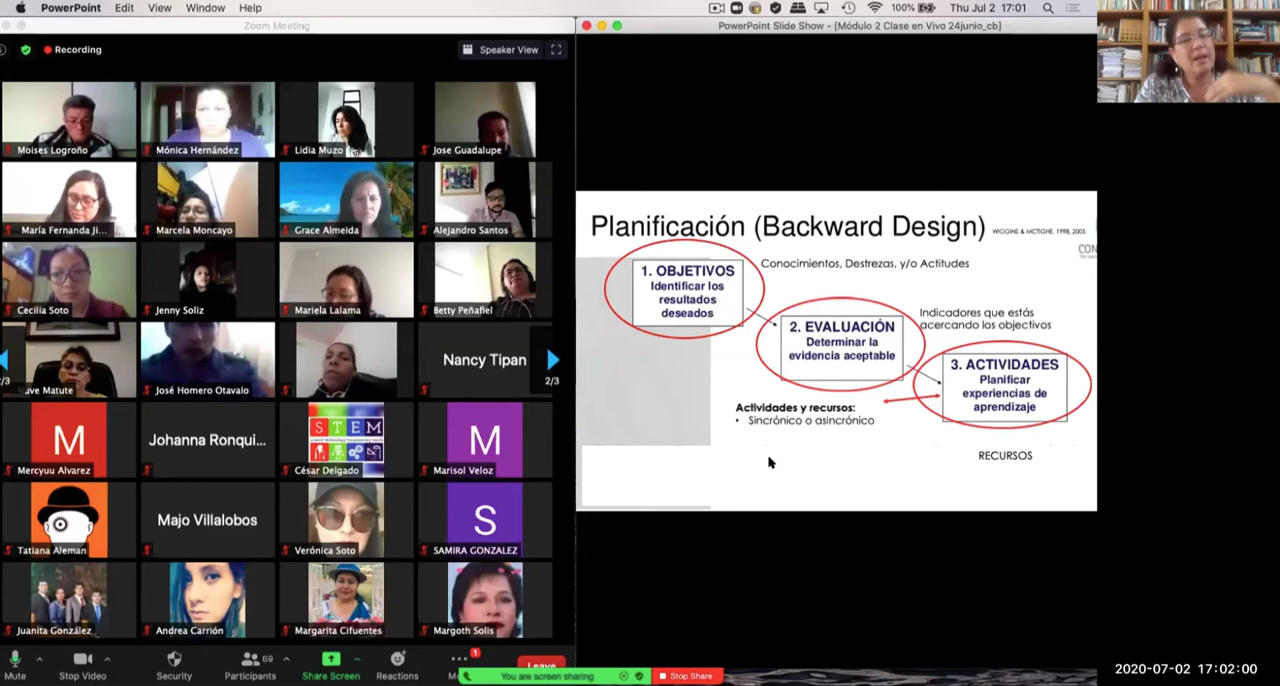 PowerPoint Edit View Window Help
100% Thu Jul 2 17:01
Zoom Meeting
PowerPoint Slide Show - [Módulo 2 Clase en Vivo 24junio_cb]
Recording
Speaker View
Moises Logroño
Mónica Hernández
Lidia Muzo
Jose Guadalupe
María Fernanda Ji...
Marcela Moncayo
Grace Almeida
Alejandro Santos
Cecilia Soto
Jenny Soliz
Mariela Lalama
Betty Peñafiel
Matute
José Homero Otavalo
Nancy Tipan
2/3
Mercyuu Alvarez
M
Johanna Ronqui...
STEM
César Delgado
M
Marisol Veloz
Tatiana Aleman
Majo Villalobos
Verónica Soto
S
SAMIRA GONZALEZ
Juanita González
Andrea Carrión
Margarita Cifuentes
Margoth Solis
Mute
Stop Video
Security
Participants
69
Share Screen
Reactions
1
Leave
You are screen sharing
Stop Share
Planificación (Backward Design) WIGGINS & MCTIGHE, 1998, 2005
CON
1. OBJETIVOS
Identificar los
resultados
deseados
Conocimientos, Destrezas, y/o Actitudes
2. EVALUACIÓN
Determinar la
evidencia aceptable
Indicadores que estás
acercando los objetivos
3. ACTIVIDADES
Planificar
experiencias de
aprendizaje
Actividades y recursos:
• Sincrónico o asincrónico
RECURSOS
2020-07-02 17:02:00